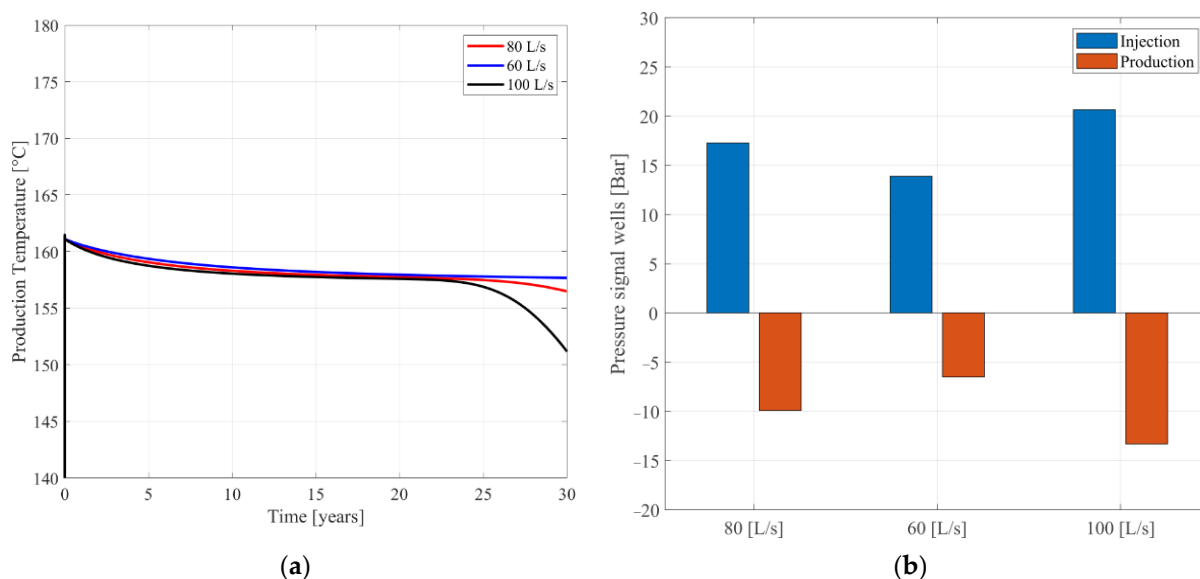 180
175
170
165
160
155
150
145
140
Production Temperature [°C]
80 L/s
60 L/s
100 L/s
0 5 10 15 20 25 30
Time [years]
(a)
30
25
20
15
10
5
0
−5
−10
−15
−20
Pressure signal wells [Bar]
Injection
Production
80 [L/s] 60 [L/s] 100 [L/s]
(b)